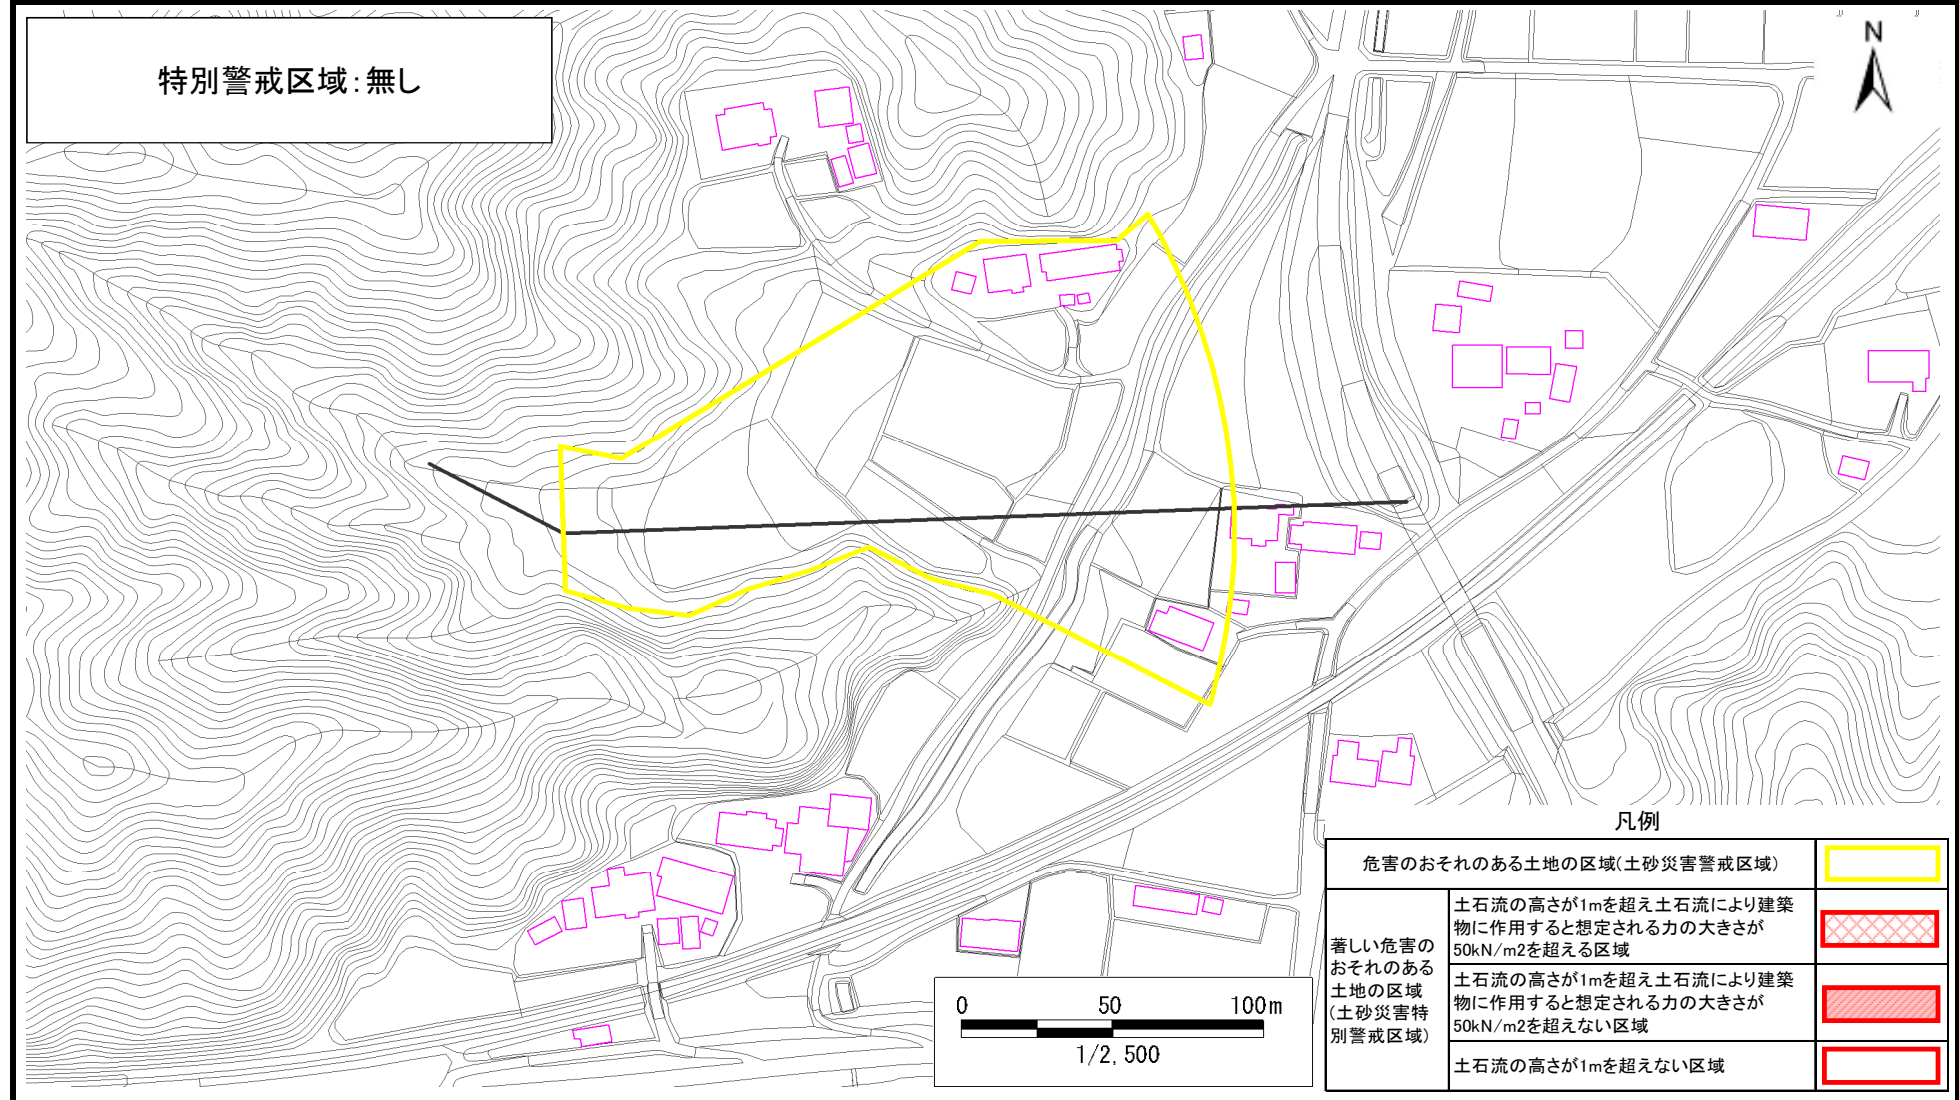 特別警戒区域：無し
N
凡例
危害のおそれのある土地の区域(土砂災害警戒区域)
著しい危害の
おそれのある
土地の区域
(土砂災害特
別警戒区域)
土石流の高さが1mを超え土石流により建築
物に作用すると想定される力の大きさが
50kN/m2を超える区域
土石流の高さが1mを超え土石流により建築
物に作用すると想定される力の大きさが
50kN/m2を超えない区域
土石流の高さが1mを超えない区域
0 50 100m
1/2,500